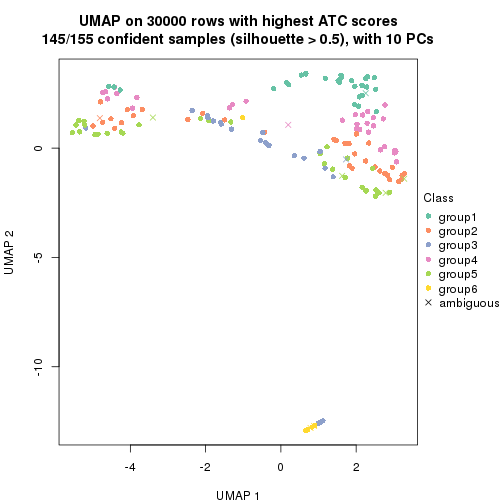 UMAP on 30000 rows with highest ATC scores
145/155 confident samples (silhouette > 0.5), with 10 PCs
UMAP 2
0
-5
-10
-4
-2
0
2
UMAP 1
Class
group1
group2
group3
group4
group5
group6
ambiguous